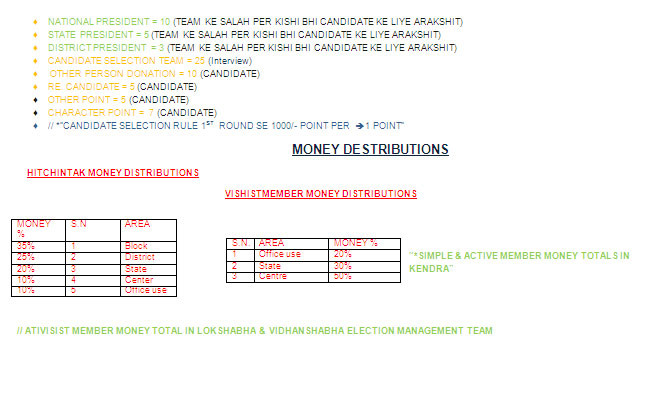 NATIONAL PRESIDENT = 10 (TEAM KE SALAH PER KISHI BHI CANDIDATE KE LIYE ARAKSHIT)
STATE PRESIDENT = 5 (TEAM KE SALAH PER KISHI BHI CANDIDATE KE LIYE ARAKSHIT)
DISTRICT PRESIDENT = 3 (TEAM KE SALAH PER KISHI BHI CANDIDATE KE LIYE ARAKSHIT)
CANDIDATE SELECTION TEAM = 25 (Interview)
OTHER PERSON DONATION = 10 (CANDIDATE)
RE CANDIDATE = 5 (CANDIDATE)
OTHER POINT = 5 (CANDIDATE)
CHARACTER POINT = 7 (CANDIDATE)
// *"CANDIDATE SELECTION RULE 1ST ROUND SE 1000/- POINT PER ➔1 POINT"
MONEY DESTRIBUTIONS
HITCHINTAK MONEY DISTRIBUTIONS
VISHISTMEMBER MONEY DISTRIBUTIONS
MONEY % S.N AREA
35% 1 Block
25% 2 District
20% 3 State
10% 4 Center
10% 5 Office use
S.N. AREA MONEY %
1 Office use 20%
2 State 30%
3 Centre 50%
"*SIMPLE & ACTIVE MEMBER MONEY TOTALS IN
KENDRA"
// ATIVISIST MEMBER MONEY TOTAL IN LOKSHABHA & VIDHANSHABHA ELECTION MANAGEMENT TEAM